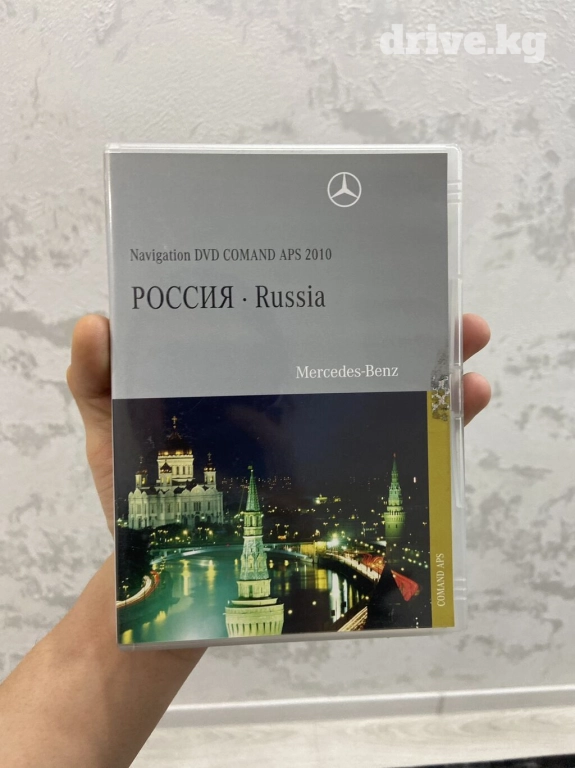 drive.kg
Navigation DVD COMAND APS 2010
РОССИЯ · Russia
Mercedes-Benz
COMAND APS